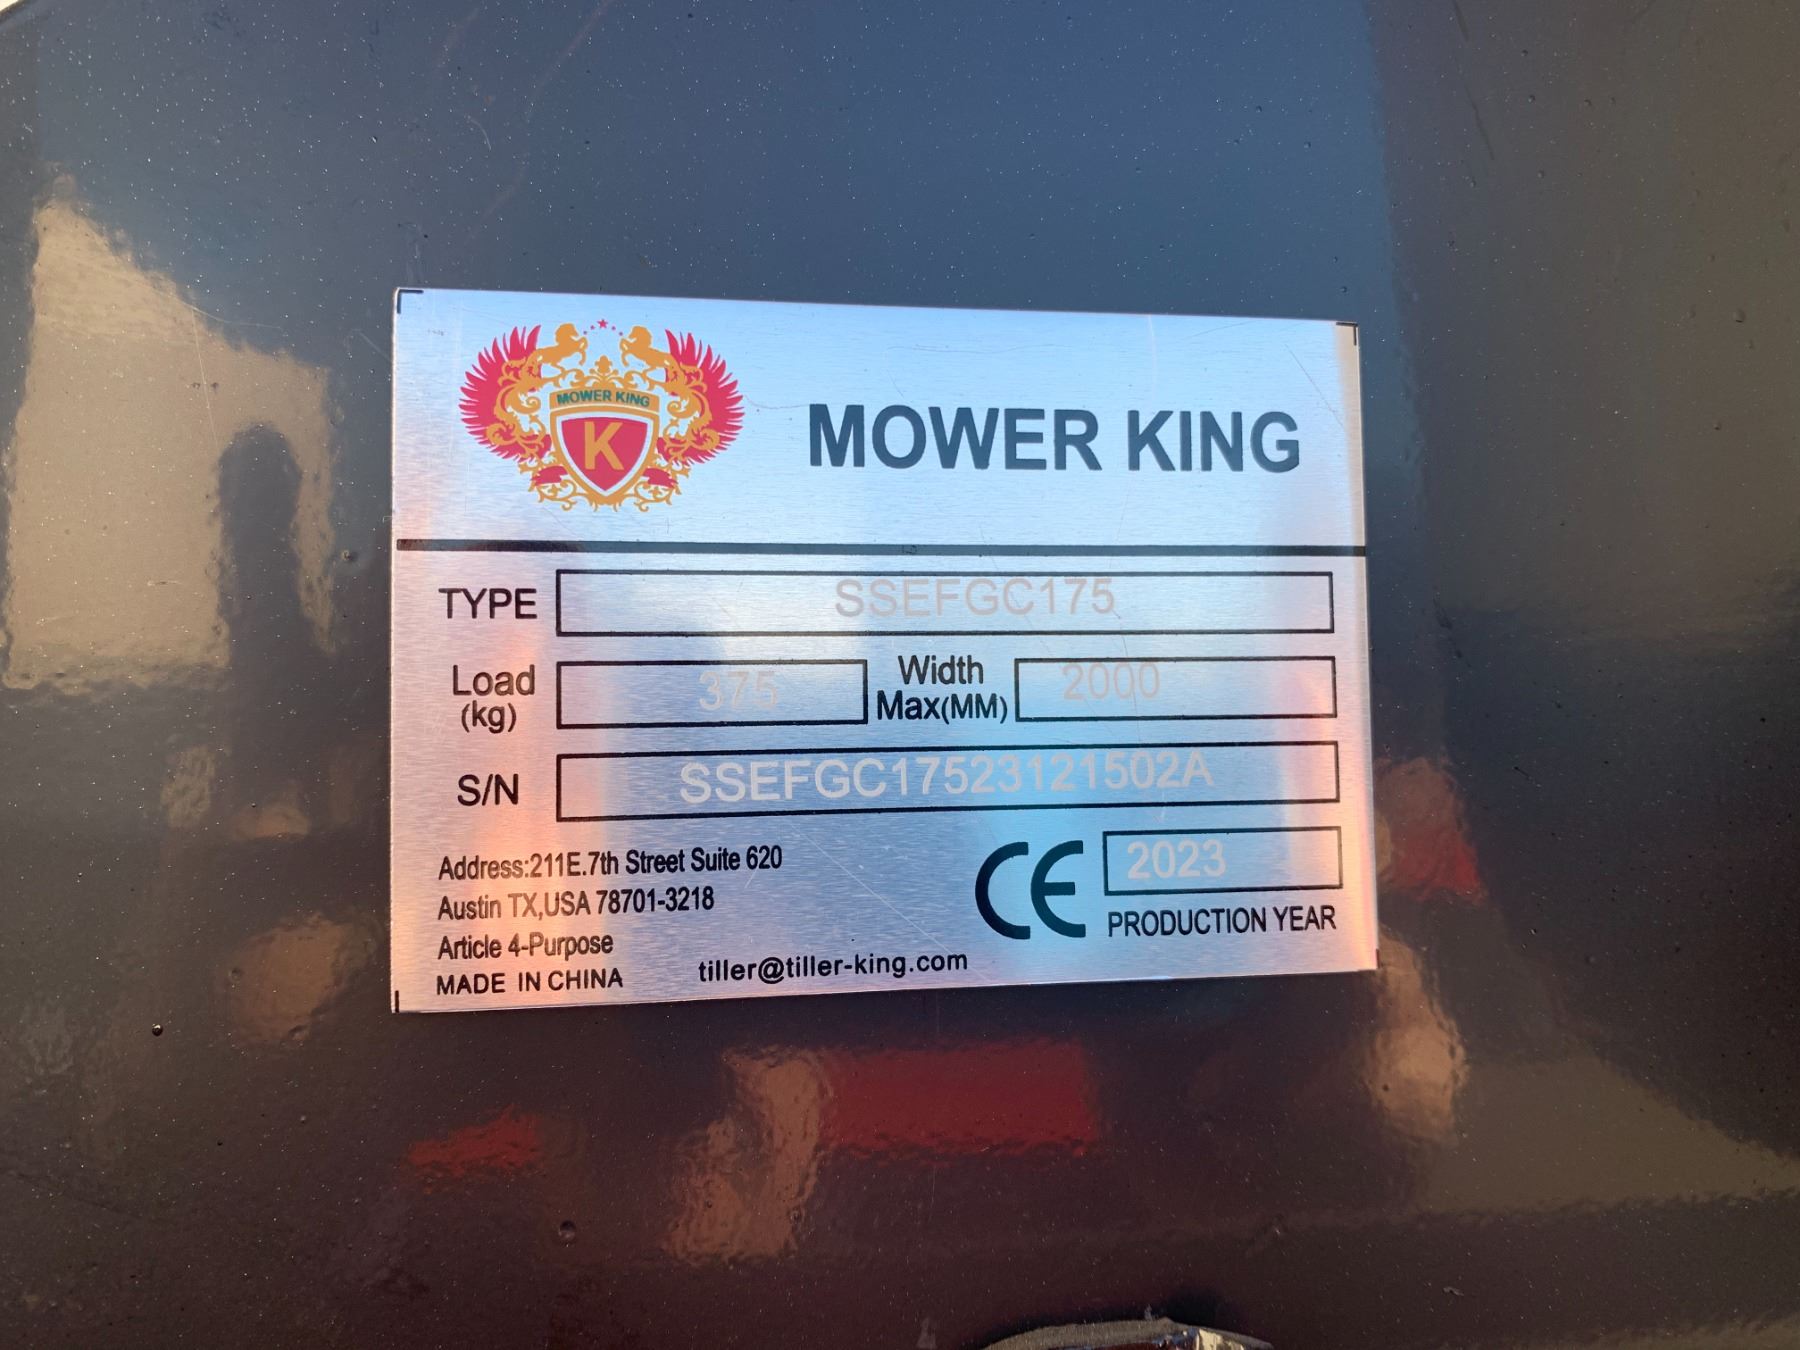 MOWER KING
K
MOWER KING
TYPE SSEFGC175
Load (kg) 375 Width Max(MM) 2000
S/N SSEFGC17523121502A
Address:211E.7th Street Suite 620
Austin TX,USA 78701-3218
Article 4-Purpose
MADE IN CHINA
tiller@tiller-king.com
CE
2023
PRODUCTION YEAR